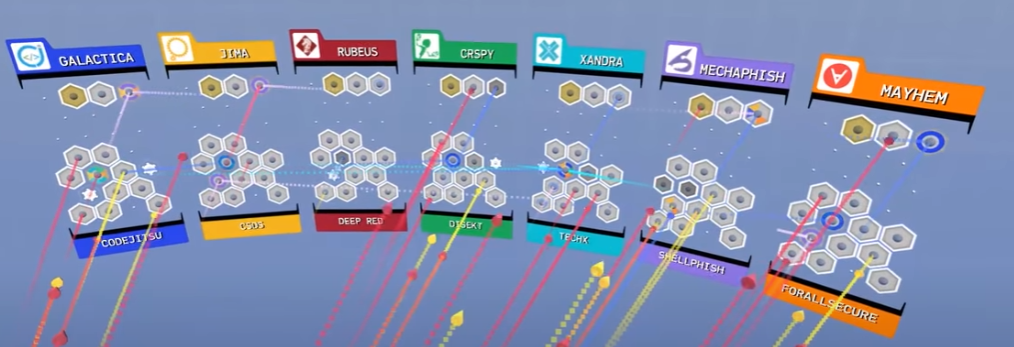 GALACTICA
JIMA
RUBEUS
CRSPY
XANDRA
MECHAPHISH
MAYHEM
CODEJITSU
CSDS
DEEP RED
DISEKT
TECHX
SHELLPHISH
FORALLSECURE